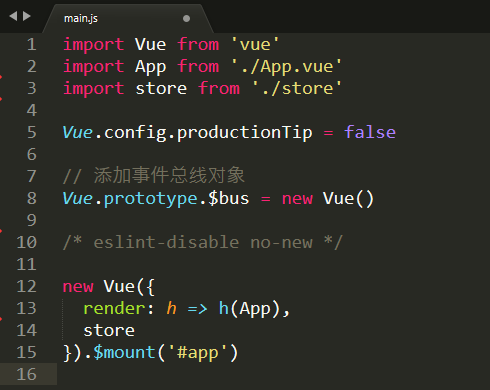 main.js
1 import Vue from 'vue'
2 import App from './App.vue'
3 import store from './store'
4
5 Vue.config.productionTip = false
6
7 // 添加事件总线对象
8 Vue.prototype.$bus = new Vue()
9
10 /* eslint-disable no-new */
11
12 new Vue({
13   render: h => h(App),
14   store
15 }).$mount('#app')
16